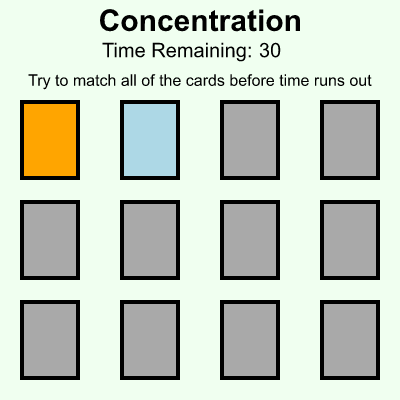 Concentration
Time Remaining: 30
Try to match all of the cards before time runs out